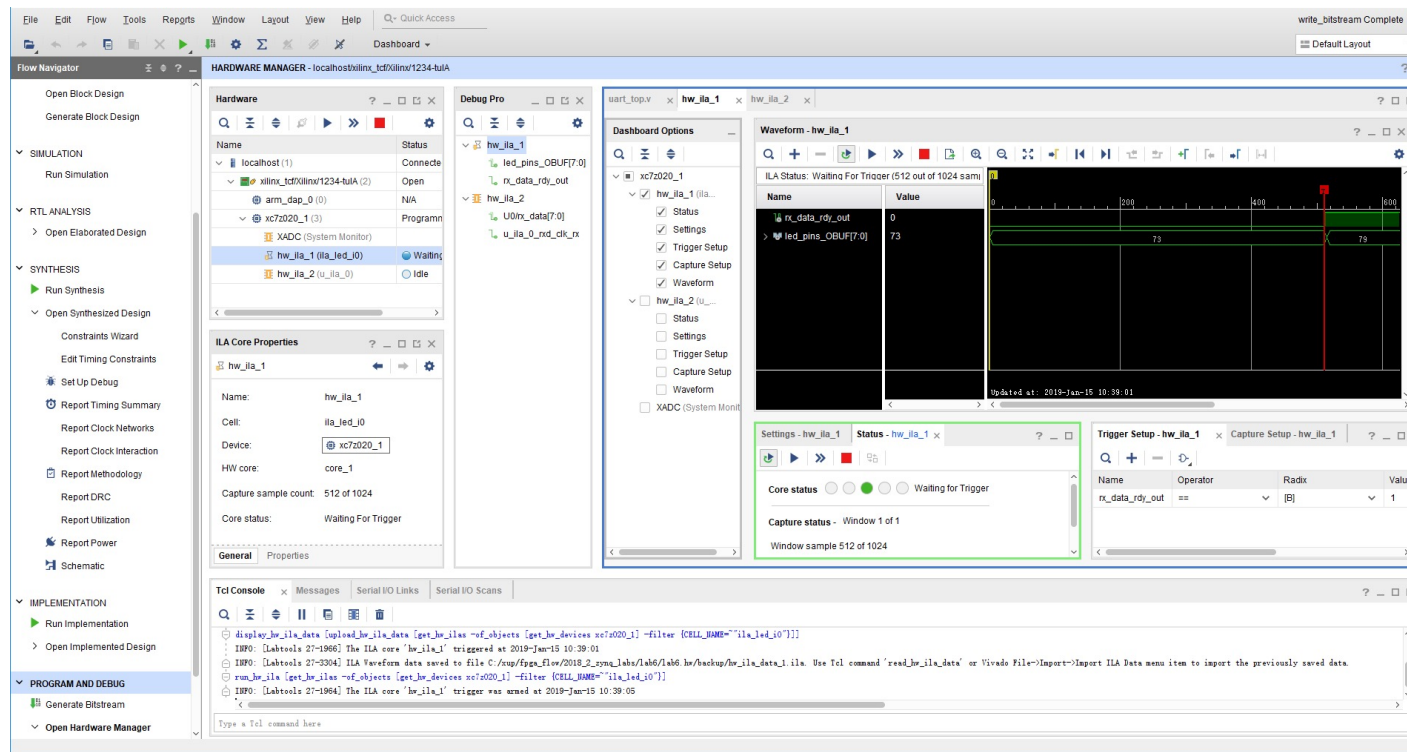 File Edit Flow Tools Reports Window Layout View Help Quick Access
write_bitstream Complete
Dashboard
Default Layout
Flow Navigator
HARDWARE MANAGER - localhost/xilinx_tcf/Xilinx/1234-tulA
Open Block Design
Generate Block Design
SIMULATION
Run Simulation
RTL ANALYSIS
Open Elaborated Design
SYNTHESIS
Run Synthesis
Open Synthesized Design
Constraints Wizard
Edit Timing Constraints
Set Up Debug
Report Timing Summary
Report Clock Networks
Report Clock Interaction
Report Methodology
Report DRC
Report Utilization
Report Power
Schematic
IMPLEMENTATION
Run Implementation
Open Implemented Design
PROGRAM AND DEBUG
Generate Bitstream
Open Hardware Manager
Hardware
Name Status
localhost (1) Connecte
xilinx_tcf/Xilinx/1234-tulA (2) Open
arm_dap_0 (0) N/A
xc7z020_1 (3) Programn
XADC (System Monitor)
hw_ila_1 (ila_led_i0) Waiting
hw_ila_2 (u_ila_0) Idle
ILA Core Properties
hw_ila_1
Name: hw_ila_1
Cell: ila_led_i0
Device: xc7z020_1
HW core: core_1
Capture sample count: 512 of 1024
Core status: Waiting For Trigger
General Properties
Debug Pro
hw_ila_1
led_pins_OBUF[7:0]
rx_data_rdy_out
hw_ila_2
U0/rx_data[7:0]
u_ila_0_rxd_clk_rx
uart_top.v hw_ila_1 hw_ila_2
Dashboard Options
xc7z020_1
hw_ila_1 (ila...
Status
Settings
Trigger Setup
Capture Setup
Waveform
hw_ila_2 (u_...
Status
Settings
Trigger Setup
Capture Setup
Waveform
XADC (System Monit
Waveform - hw_ila_1
ILA Status: Waiting For Trigger (512 out of 1024 samp
Name Value
rx_data_rdy_out 0
led_pins_OBUF[7:0] 73
0
0 200 400 600
73 79
Updated at: 2019-Jan-15 10:39:01
Settings - hw_ila_1 Status - hw_ila_1
Core status Waiting for Trigger
Capture status - Window 1 of 1
Window sample 512 of 1024
Trigger Setup - hw_ila_1 Capture Setup - hw_ila_1
Name Operator Radix Valu
rx_data_rdy_out == [B] 1
Tcl Console Messages Serial I/O Links Serial I/O Scans
display_hw_ila_data [upload_hw_ila_data [get_hw_ilas -of_objects [get_hw_devices xc7z020_1] -filter {CELL_NAME=~"ila_led_i0"}]]
INFO: [Labtools 27-1966] The ILA core 'hw_ila_1' triggered at 2019-Jan-15 10:39:01
INFO: [Labtools 27-3304] ILA Waveform data saved to file C:/xup/fpga_flow/2018_2_zynq_labs/lab6/lab6.hw/backup/hw_ila_data_1.ila. Use Tcl command 'read_hw_ila_data' or Vivado File->Import->Import ILA Data menu item to import the previously saved data.
run_hw_ila [get_hw_ilas -of_objects [get_hw_devices xc7z020_1] -filter {CELL_NAME=~"ila_led_i0"}]
INFO: [Labtools 27-1964] The ILA core 'hw_ila_1' trigger was armed at 2019-Jan-15 10:39:05
Type a Tcl command here